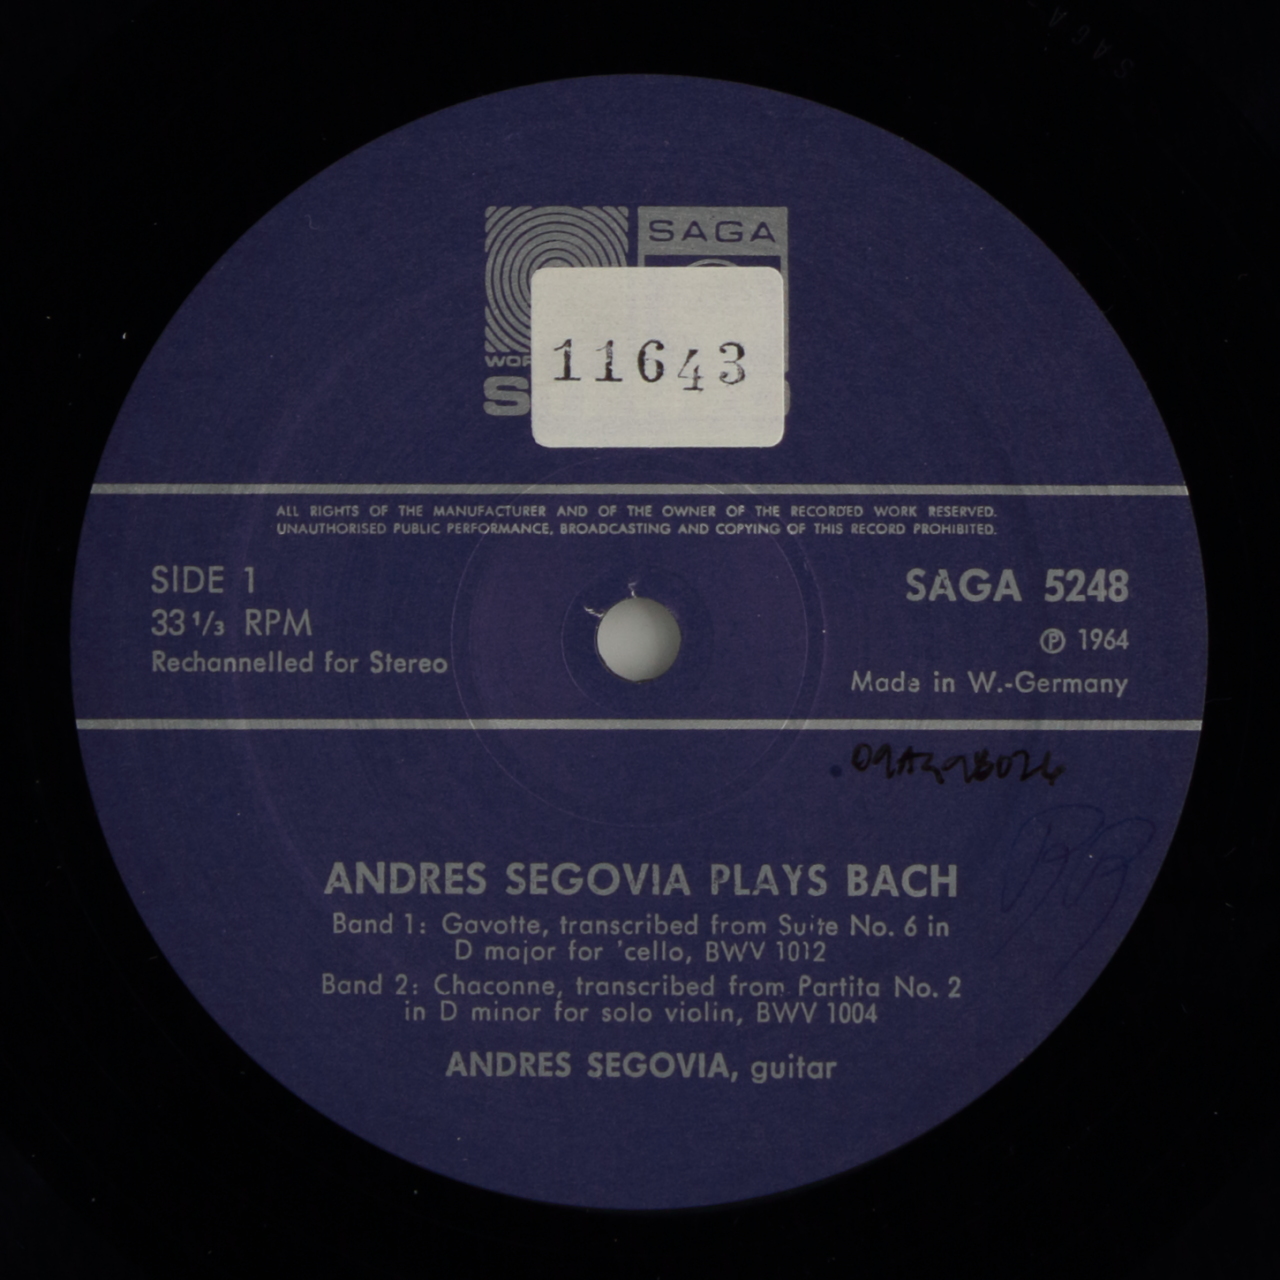 SAGA
11643
ALL RIGHTS OF THE MANUFACTURER AND OF THE OWNER OF THE RECORDED WORK RESERVED.
UNAUTHORISED PUBLIC PERFORMANCE, BROADCASTING AND COPYING OF THIS RECORD PROHIBITED.
SIDE 1
33 1/3 RPM
Rechannelled for Stereo
SAGA 5248
℗ 1964
Made in W.-Germany
ANDRES SEGOVIA PLAYS BACH
Band 1: Gavotte, transcribed from Suite No. 6 in
D major for 'cello, BWV 1012
Band 2: Chaconne, transcribed from Partita No. 2
in D minor for solo violin, BWV 1004
ANDRES SEGOVIA, guitar